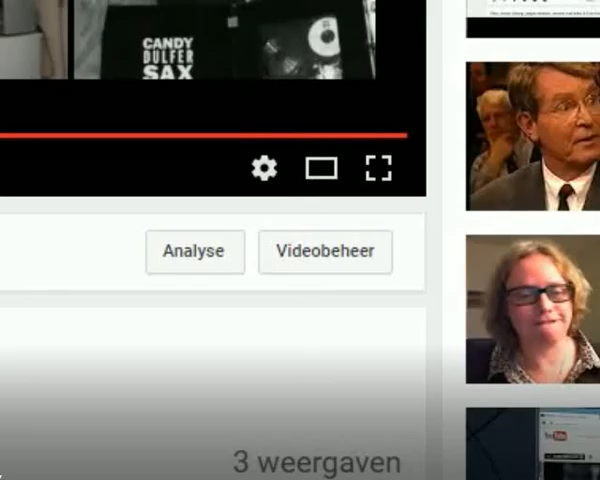 CANDY
DULFER
SAX
Analyse
Videobeheer
3 weergaven